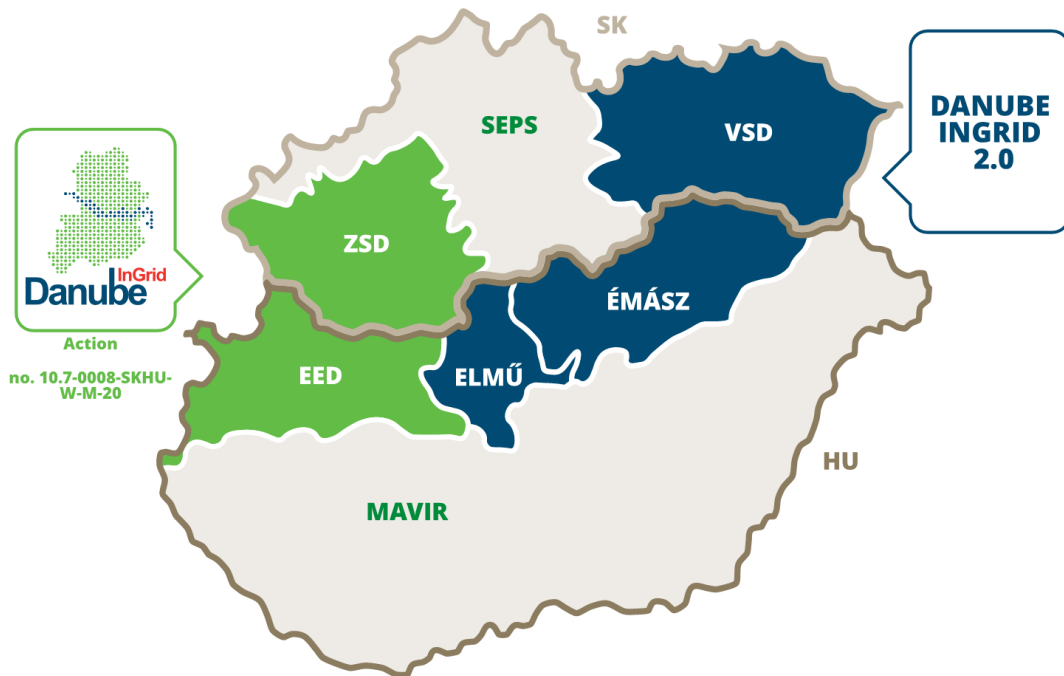 SK
SEPS
VSD
DANUBE
INGRID
2.0
ZSD
InGrid
Danube
Action
no. 10.7-0008-SKHU-
W-M-20
ÉMÁSZ
EED
ELMŰ
HU
MAVIR